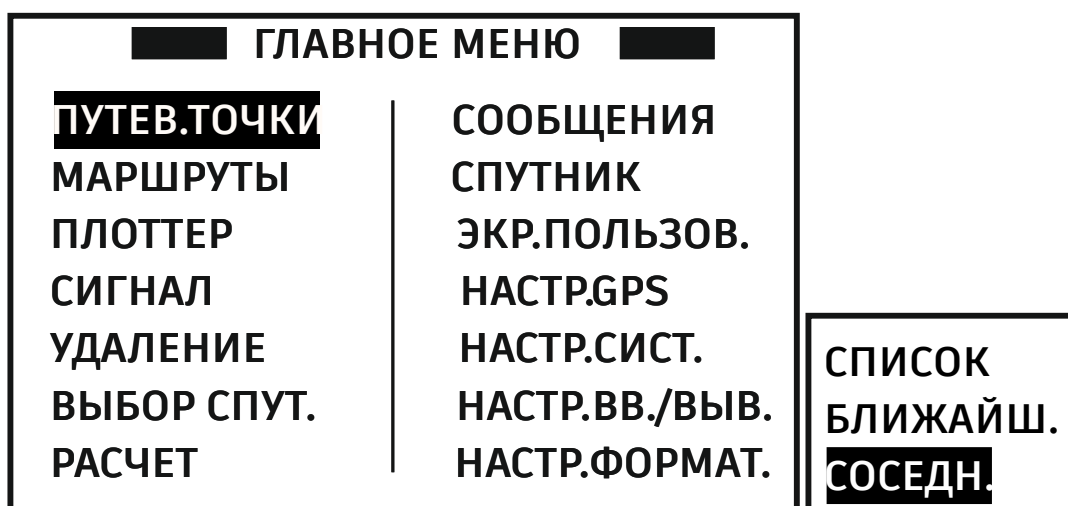 ГЛАВНОЕ МЕНЮ
ПУТЕВ.ТОЧКИ
МАРШРУТЫ
ПЛОТТЕР
СИГНАЛ
УДАЛЕНИЕ
ВЫБОР СПУТ.
РАСЧЕТ
СООБЩЕНИЯ
СПУТНИК
ЭКР.ПОЛЬЗОВ.
НАСТР.GPS
НАСТР.СИСТ.
НАСТР.ВВ./ВЫВ.
НАСТР.ФОРМАТ.
СПИСОК
БЛИЖАЙШ.
СОСЕДН.